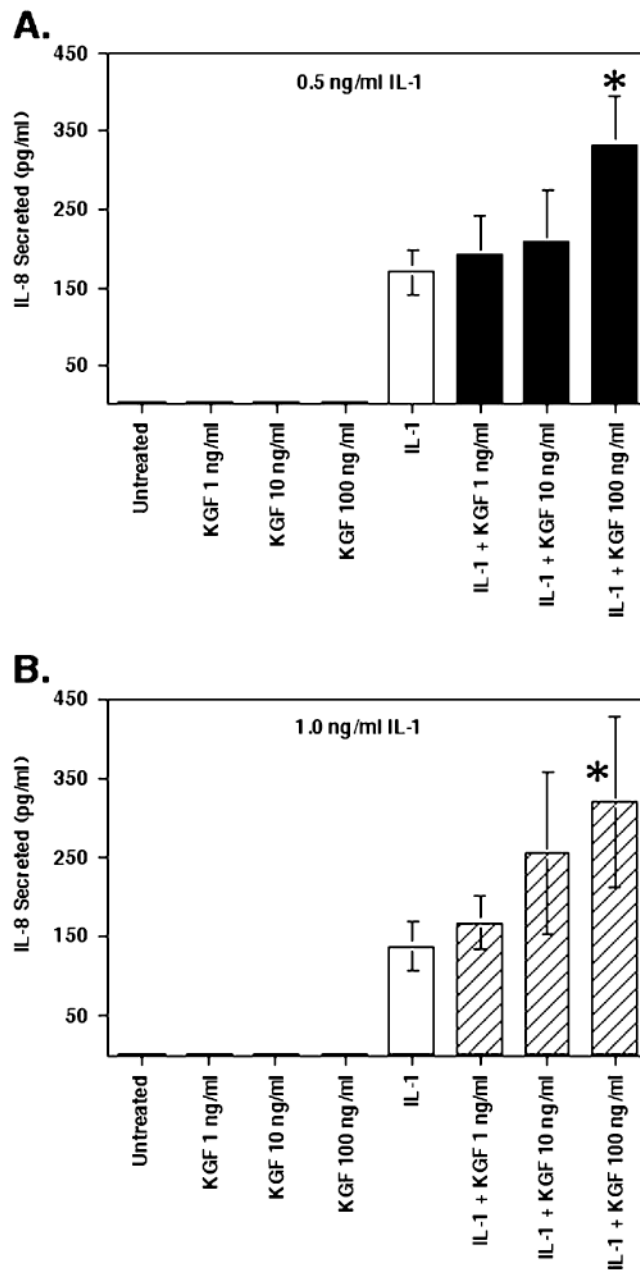 A.
450
0.5 ng/ml IL-1
*
350
250
150
50
IL-8 Secreted (pg/ml)
Untreated
KGF 1 ng/ml
KGF 10 ng/ml
KGF 100 ng/ml
IL-1
IL-1 + KGF 1 ng/ml
IL-1 + KGF 10 ng/ml
IL-1 + KGF 100 ng/ml
B.
450
1.0 ng/ml IL-1
350
*
250
150
50
IL-8 Secreted (pg/ml)
Untreated
KGF 1 ng/ml
KGF 10 ng/ml
KGF 100 ng/ml
IL-1
IL-1 + KGF 1 ng/ml
IL-1 + KGF 10 ng/ml
IL-1 + KGF 100 ng/ml